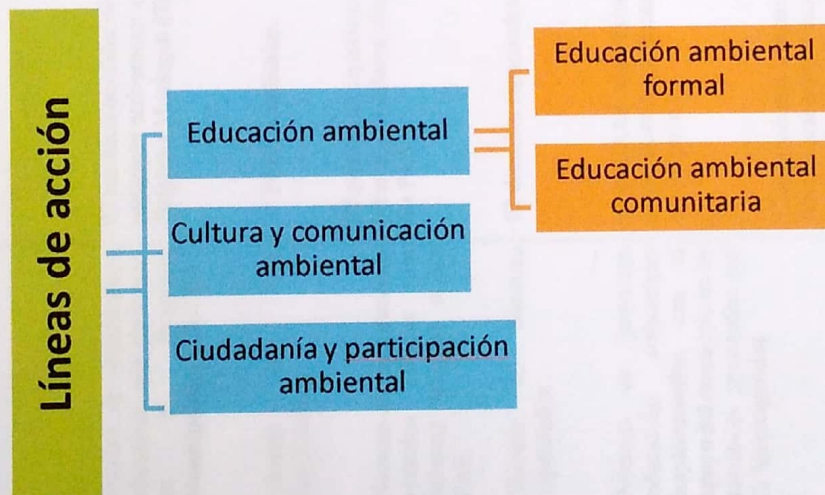 Líneas de acción
Educación ambiental
Cultura y comunicación
ambiental
Ciudadanía y participación
ambiental
Educación ambiental
formal
Educación ambiental
comunitaria